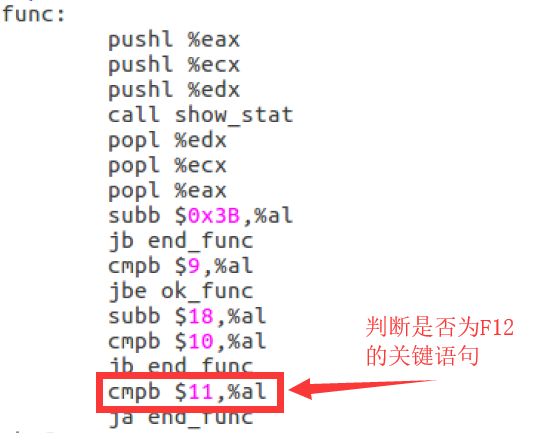 func:
pushl %eax
pushl %ecx
pushl %edx
call show_stat
popl %edx
popl %ecx
popl %eax
subb $0x3B,%al
jb end_func
cmpb $9,%al
jbe ok_func
subb $18,%al
cmpb $10,%al
jb end_func
cmpb $11,%al
ja end_func
判断是否为F12
的关键语句